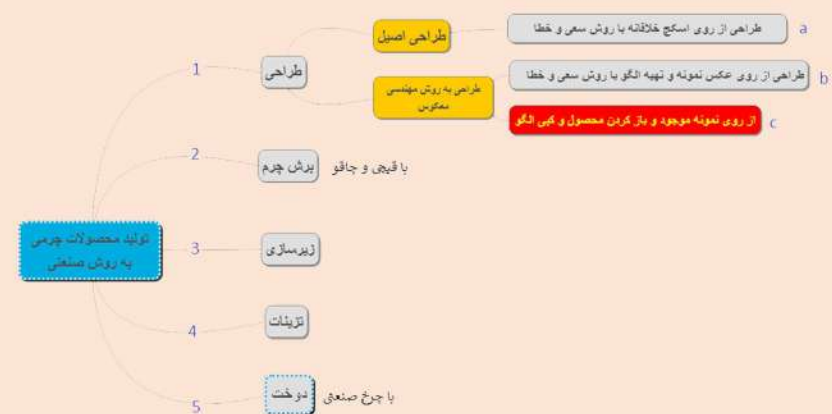 طراحی از روی اسکچ خلاقانه با روش سعی و خطا
a
طراحی اصیل
طراحی از روی عکس نمونه و تهیه الگو با روش سعی و خطا
b
1
طراحی
طراحی به روش مهندسی
معکوس
از روی نمونه موجود و باز کردن محصول و کپی الگو
c
2
برش چرم
با قیچی و چاقو
تولید محصولات چرمی
به روش صنعتی
3
زیرسازی
4
تزئینات
5
دوخت
با چرخ صنعتی